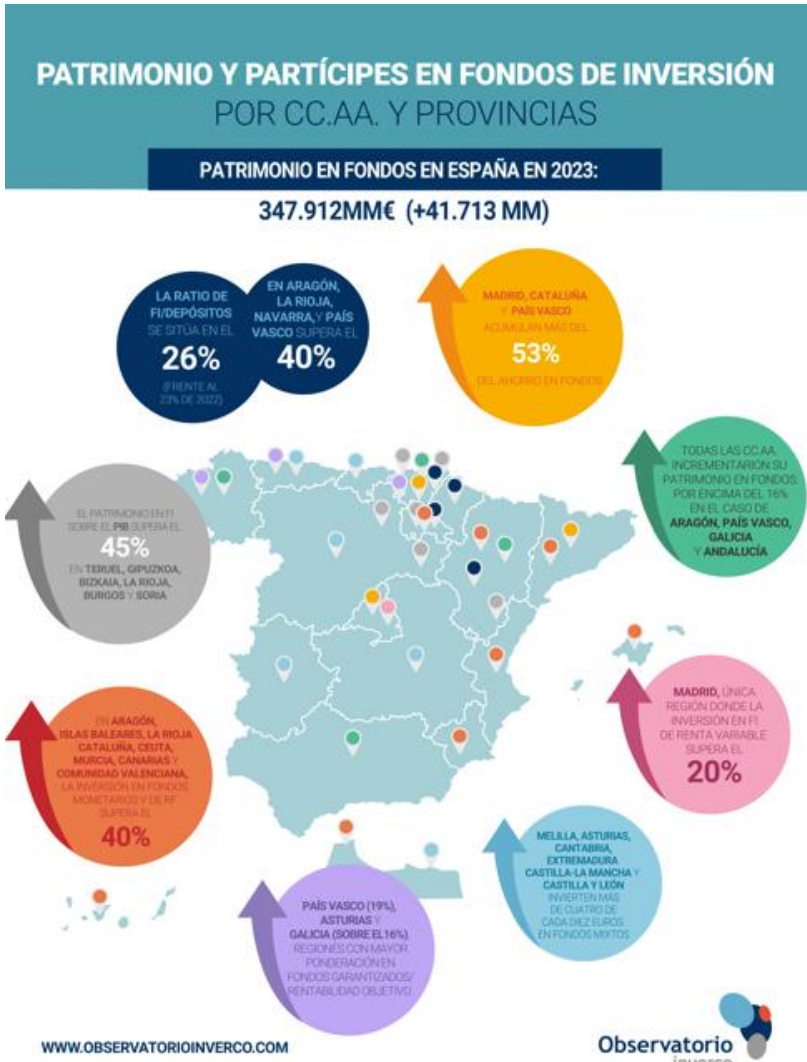 PATRIMONIO Y PARTÍCIPES EN FONDOS DE INVERSIÓN
POR CC.AA. Y PROVINCIAS
PATRIMONIO EN FONDOS EN ESPAÑA EN 2023:
347.912MM€ (+41.713 MM)
LA RATIO DE
FI/DEPÓSITOS
SE SITÚA EN EL
26%
(FRENTE AL
23% DE 2022)
EN ARAGÓN,
LA RIOJA,
NAVARRA, Y PAÍS
VASCO SUPERA EL
40%
MADRID, CATALUÑA
Y PAÍS VASCO
ACUMULAN MÁS DEL
53%
DEL AHORRO EN FONDOS
TODAS LAS CC.AA.
INCREMENTARON SU
PATRIMONIO EN FONDOS,
POR ENCIMA DEL 16%
EN EL CASO DE
ARAGÓN, PAÍS VASCO,
GALICIA
Y ANDALUCÍA
EL PATRIMONIO EN FI
SOBRE EL PIB SUPERA EL
45%
EN TERUEL, GIPUZKOA,
BIZKAIA, LA RIOJA,
BURGOS Y SORIA
MADRID, ÚNICA
REGIÓN DONDE LA
INVERSIÓN EN FI
DE RENTA VARIABLE
SUPERA EL
20%
EN ARAGÓN,
ISLAS BALEARES, LA RIOJA
CATALUÑA, CEUTA,
MURCIA, CANARIAS Y
COMUNIDAD VALENCIANA,
LA INVERSIÓN EN FONDOS
MONETARIOS Y DE RF
SUPERA EL
40%
MELILLA, ASTURIAS,
CANTABRIA,
EXTREMADURA
CASTILLA-LA MANCHA Y
CASTILLA Y LEÓN
INVIERTEN MÁS
DE CUATRO DE
CADA DIEZ EUROS
EN FONDOS MIXTOS
PAÍS VASCO (19%),
ASTURIAS Y
GALICIA (SOBRE EL 16%)
REGIONES CON MAYOR
PONDERACIÓN EN
FONDOS GARANTIZADOS/
RENTABILIDAD OBJETIVO
WWW.OBSERVATORIOINVERCO.COM
Observatorio
inverco